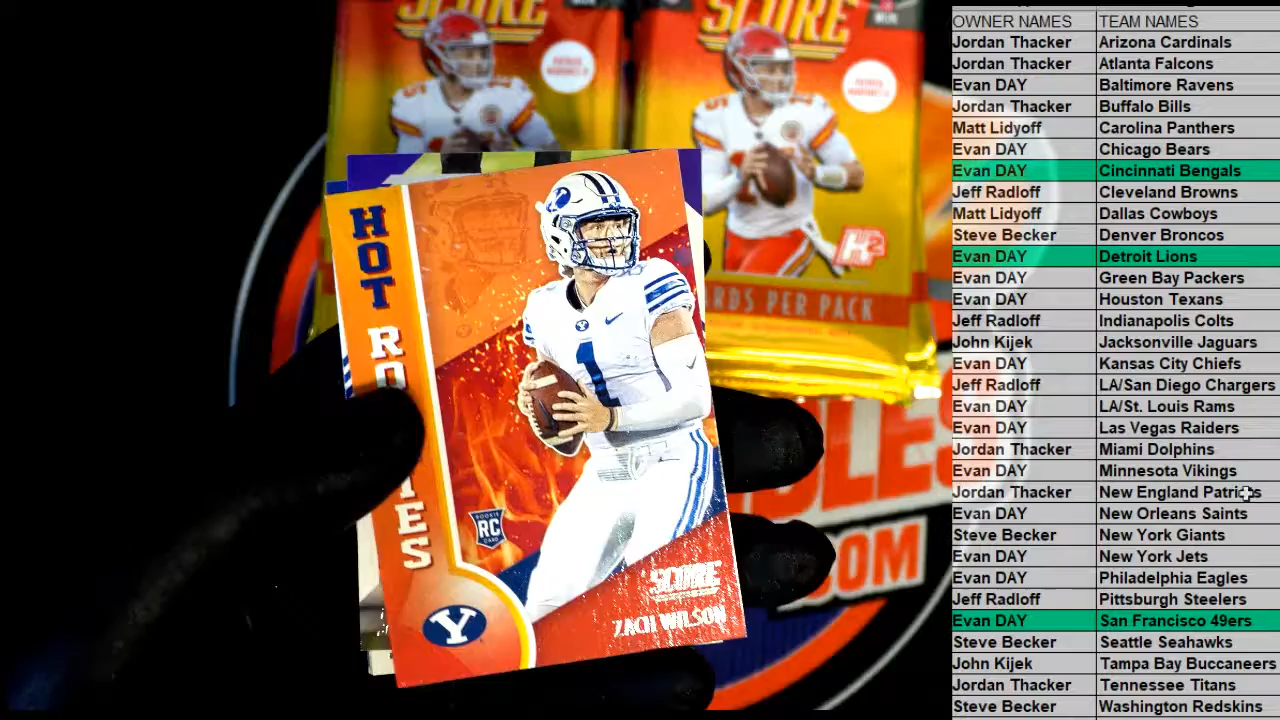 SCORE
SCORE
H2
RDS PER PACK
HOT RO
IES
1
ROOKIE
RC
CARD
Y
SCORE
ZACH WILSON
DLES
.COM
OWNER NAMES TEAM NAMES
Jordan Thacker Arizona Cardinals
Jordan Thacker Atlanta Falcons
Evan DAY Baltimore Ravens
Jordan Thacker Buffalo Bills
Matt Lidyoff Carolina Panthers
Evan DAY Chicago Bears
Evan DAY Cincinnati Bengals
Jeff Radloff Cleveland Browns
Matt Lidyoff Dallas Cowboys
Steve Becker Denver Broncos
Evan DAY Detroit Lions
Evan DAY Green Bay Packers
Evan DAY Houston Texans
Jeff Radloff Indianapolis Colts
John Kijek Jacksonville Jaguars
Evan DAY Kansas City Chiefs
Jeff Radloff LA/San Diego Chargers
Evan DAY LA/St. Louis Rams
Evan DAY Las Vegas Raiders
Jordan Thacker Miami Dolphins
Evan DAY Minnesota Vikings
Jordan Thacker New England Patriots
Evan DAY New Orleans Saints
Steve Becker New York Giants
Evan DAY New York Jets
Evan DAY Philadelphia Eagles
Jeff Radloff Pittsburgh Steelers
Evan DAY San Francisco 49ers
Steve Becker Seattle Seahawks
John Kijek Tampa Bay Buccaneers
Jordan Thacker Tennessee Titans
Steve Becker Washington Redskins